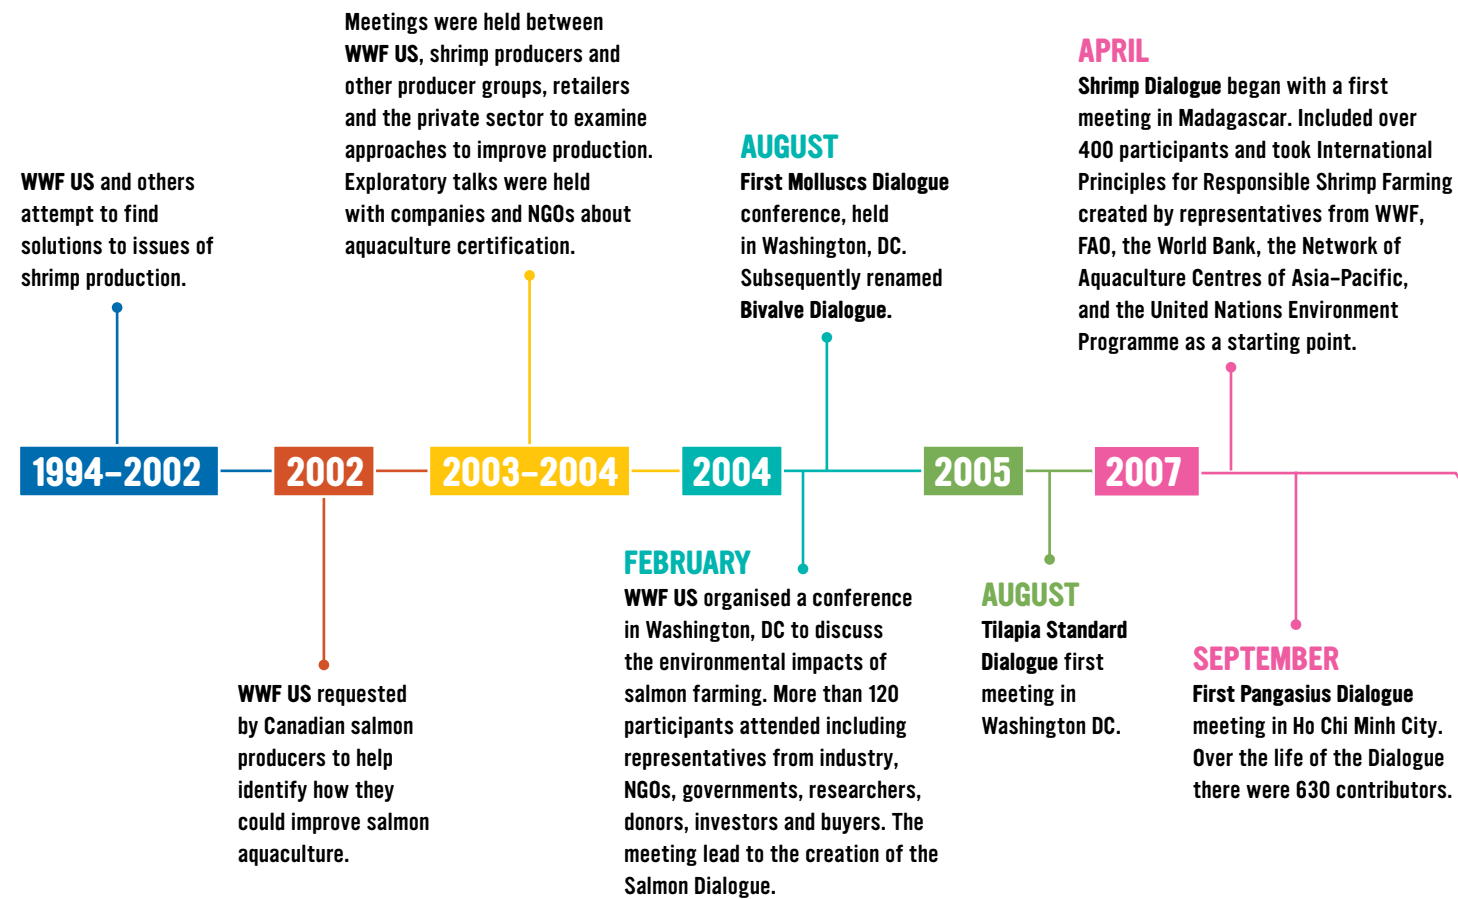 WWF US and others
attempt to find
solutions to issues of
shrimp production.
1994–2002
2002
WWF US requested
by Canadian salmon
producers to help
identify how they
could improve salmon
aquaculture.
Meetings were held between
WWF US, shrimp producers and
other producer groups, retailers
and the private sector to examine
approaches to improve production.
Exploratory talks were held
with companies and NGOs about
aquaculture certification.
2003–2004
2004
FEBRUARY
WWF US organised a conference
in Washington, DC to discuss
the environmental impacts of
salmon farming. More than 120
participants attended including
representatives from industry,
NGOs, governments, researchers,
donors, investors and buyers. The
meeting lead to the creation of the
Salmon Dialogue.
AUGUST
First Molluscs Dialogue
conference, held
in Washington, DC.
Subsequently renamed
Bivalve Dialogue.
2005
AUGUST
Tilapia Standard
Dialogue first
meeting in
Washington DC.
2007
APRIL
Shrimp Dialogue began with a first
meeting in Madagascar. Included over
400 participants and took International
Principles for Responsible Shrimp Farming
created by representatives from WWF,
FAO, the World Bank, the Network of
Aquaculture Centres of Asia–Pacific,
and the United Nations Environment
Programme as a starting point.
SEPTEMBER
First Pangasius Dialogue
meeting in Ho Chi Minh City.
Over the life of the Dialogue
there were 630 contributors.